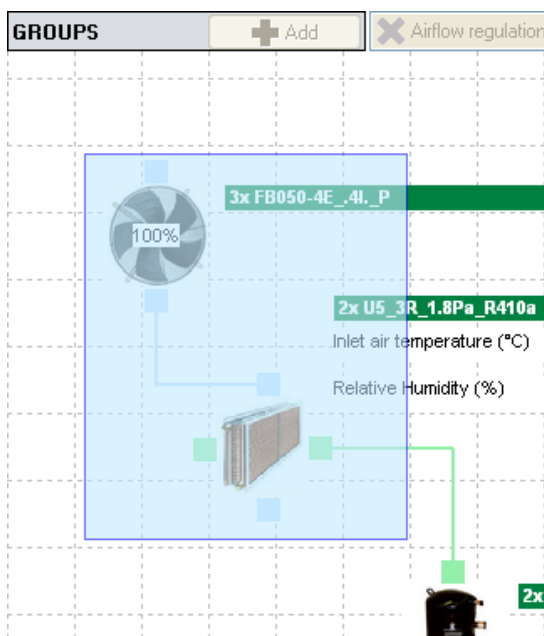 GROUPS
Add
Airflow regulation
3x FB050-4E_.4I._P
100%
2x U5_3R_1.8Pa_R410a
Inlet air temperature (°C)
Relative Humidity (%)
2x